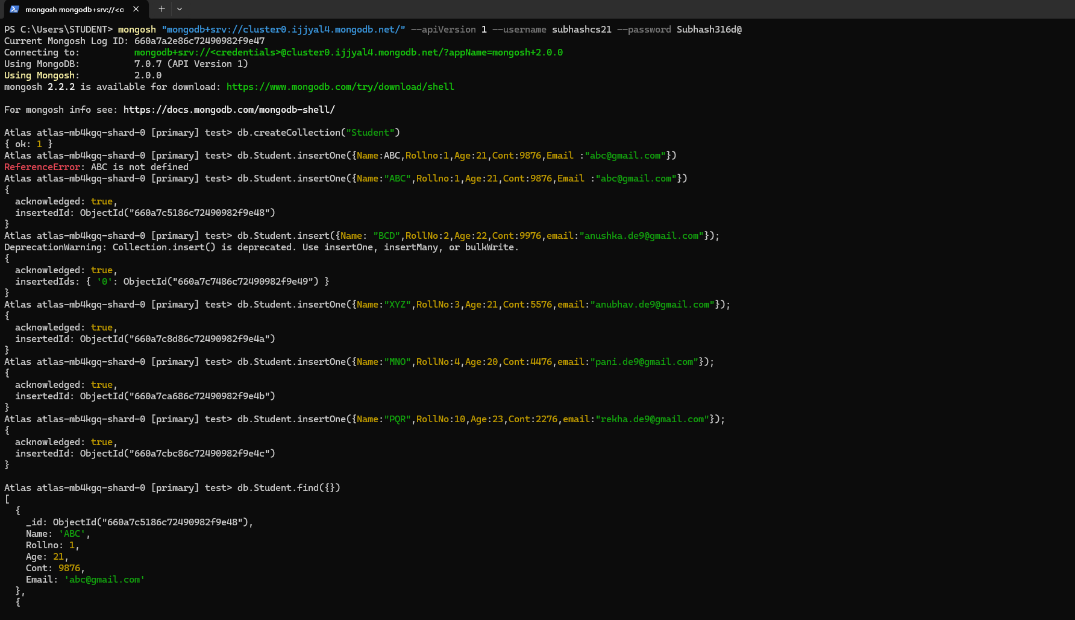 mongosh mongodb+srv://<c
PS C:\Users\STUDENT> mongosh "mongodb+srv://cluster0.ijjyal4.mongodb.net/" --apiVersion 1 --username subhashcs21 --password Subhash316d@
Current Mongosh Log ID: 660a7a2e86c72490982f9e47
Connecting to: mongodb+srv://<credentials>@cluster0.ijjyal4.mongodb.net/?appName=mongosh+2.0.0
Using MongoDB: 7.0.7 (API Version 1)
Using Mongosh: 2.0.0
mongosh 2.2.2 is available for download: https://www.mongodb.com/try/download/shell
For mongosh info see: https://docs.mongodb.com/mongodb-shell/
Atlas atlas-mb4kgq-shard-0 [primary] test> db.createCollection("Student")
{ ok: 1 }
Atlas atlas-mb4kgq-shard-0 [primary] test> db.Student.insertOne({Name:ABC,Rollno:1,Age:21,Cont:9876,Email :"abc@gmail.com"})
ReferenceError: ABC is not defined
Atlas atlas-mb4kgq-shard-0 [primary] test> db.Student.insertOne({Name:"ABC",Rollno:1,Age:21,Cont:9876,Email :"abc@gmail.com"})
{
acknowledged: true,
insertedId: ObjectId("660a7c5186c72490982f9e48")
}
Atlas atlas-mb4kgq-shard-0 [primary] test> db.Student.insert({Name: "BCD",RollNo:2,Age:22,Cont:9976,email:"anushka.de9@gmail.com"});
DeprecationWarning: Collection.insert() is deprecated. Use insertOne, insertMany, or bulkWrite.
{
acknowledged: true,
insertedIds: { '0': ObjectId("660a7c7486c72490982f9e49") }
}
Atlas atlas-mb4kgq-shard-0 [primary] test> db.Student.insertOne({Name:"XYZ",RollNo:3,Age:21,Cont:5576,email:"anubhav.de9@gmail.com"});
{
acknowledged: true,
insertedId: ObjectId("660a7c8d86c72490982f9e4a")
}
Atlas atlas-mb4kgq-shard-0 [primary] test> db.Student.insertOne({Name:"MNO",RollNo:4,Age:20,Cont:4476,email:"pani.de9@gmail.com"});
{
acknowledged: true,
insertedId: ObjectId("660a7ca686c72490982f9e4b")
}
Atlas atlas-mb4kgq-shard-0 [primary] test> db.Student.insertOne({Name:"PQR",RollNo:10,Age:23,Cont:2276,email:"rekha.de9@gmail.com"});
{
acknowledged: true,
insertedId: ObjectId("660a7cbc86c72490982f9e4c")
}
Atlas atlas-mb4kgq-shard-0 [primary] test> db.Student.find({})
[
{
_id: ObjectId("660a7c5186c72490982f9e48"),
Name: 'ABC',
Rollno: 1,
Age: 21,
Cont: 9876,
Email: 'abc@gmail.com'
},
{